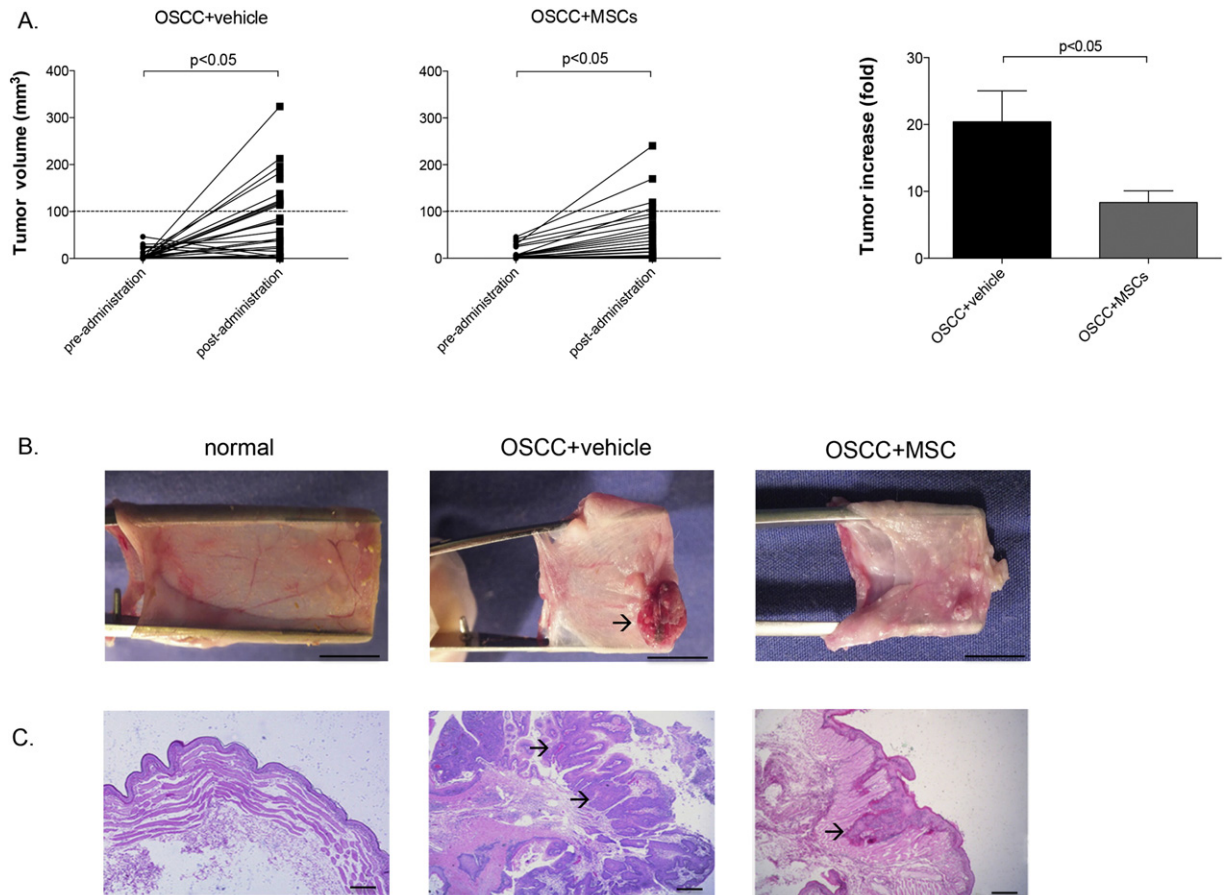 A.
OSCC+vehicle
Tumor volume (mm³)
400
300
200
100
0
p<0.05
pre-administration
post-administration
OSCC+MSCs
400
300
200
100
0
p<0.05
pre-administration
post-administration
Tumor increase (fold)
30
20
10
0
p<0.05
OSCC+vehicle
OSCC+MSCs
B.
normal
OSCC+vehicle
OSCC+MSC
C.